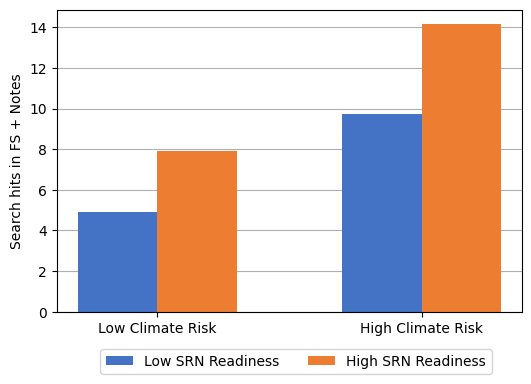 Search hits in FS + Notes
14
12
10
8
6
4
2
0
Low Climate Risk High Climate Risk
Low SRN Readiness High SRN Readiness